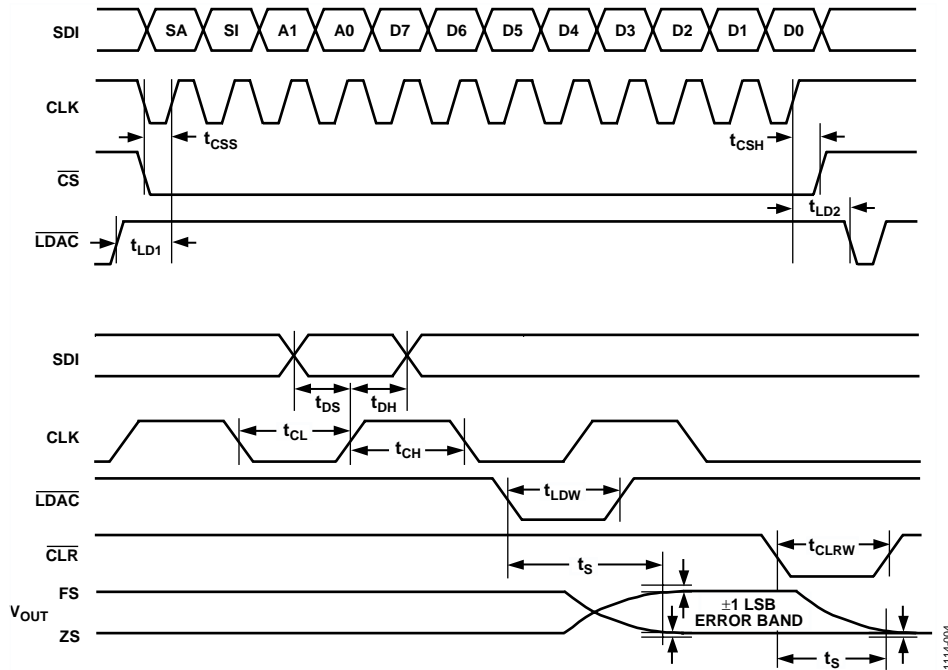 SDI SA SI A1 A0 D7 D6 D5 D4 D3 D2 D1 D0
CLK
tCSS tCSH
CS
tLD2
LDAC tLD1
SDI
tDS tDH
CLK tCL
tCH
LDAC tLDW
CLR tCLRW
tS
FS
VOUT ±1 LSB
ERROR BAND
ZS
tS